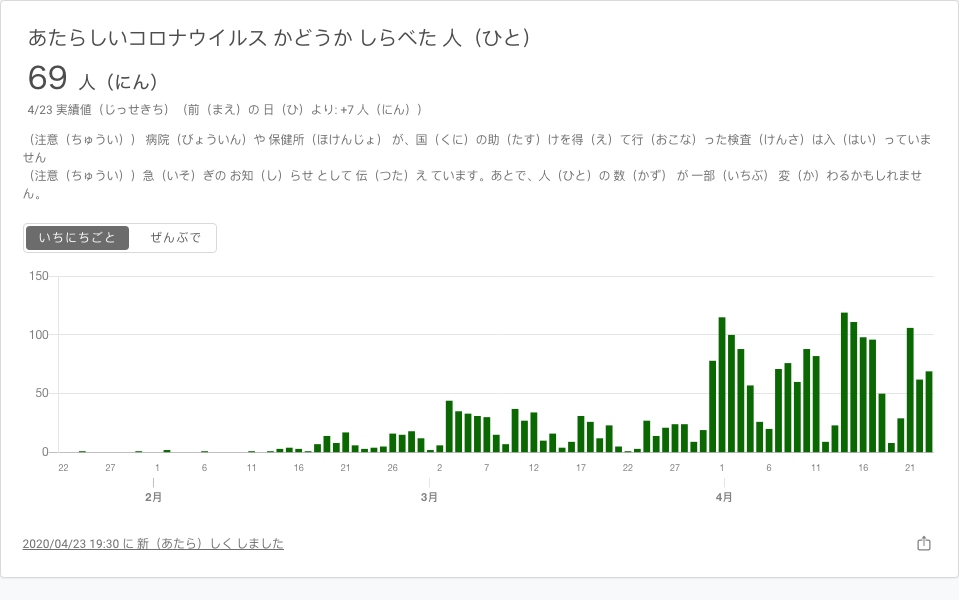 あたらしいコロナウイルス かどうか しらべた 人（ひと）
69 人（にん）
4/23 実績値（じっせきち）（前（まえ）の 日（ひ）より: +7 人（にん））
（注意（ちゅうい）） 病院（びょういん）や 保健所（ほけんじょ） が、国（くに）の助（たす）けを得（え）て行（おこな）った検査（けんさ）は入（はい）っていま
せん
（注意（ちゅうい））急（いそ）ぎの お知（し）らせ として 伝（つた）え ています。あとで、人（ひと）の 数（かず） が 一部（いちぶ） 変（か）わるかもしれませ
ん。
いちにちごと ぜんぶで
150
100
50
0
22 27 1 6 11 16 21 26 2 7 12 17 22 27 1 6 11 16 21
2月 3月 4月
2020/04/23 19:30 に 新（あたら）しく しました